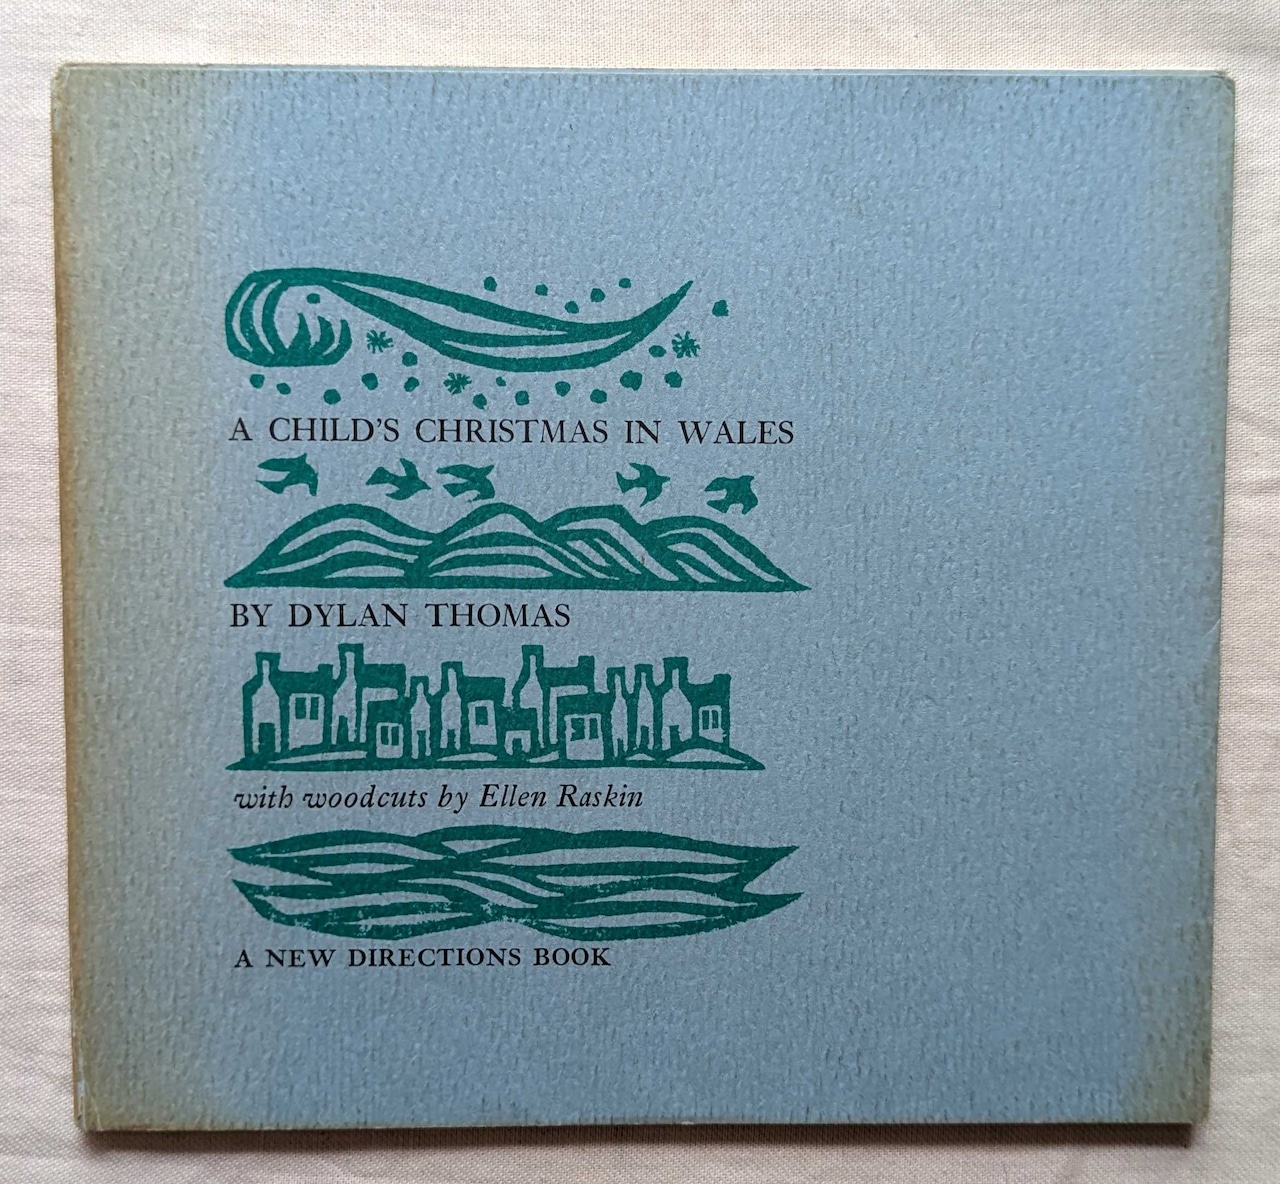 A CHILD'S CHRISTMAS IN WALES
BY DYLAN THOMAS
with woodcuts by Ellen Raskin
A NEW DIRECTIONS BOOK